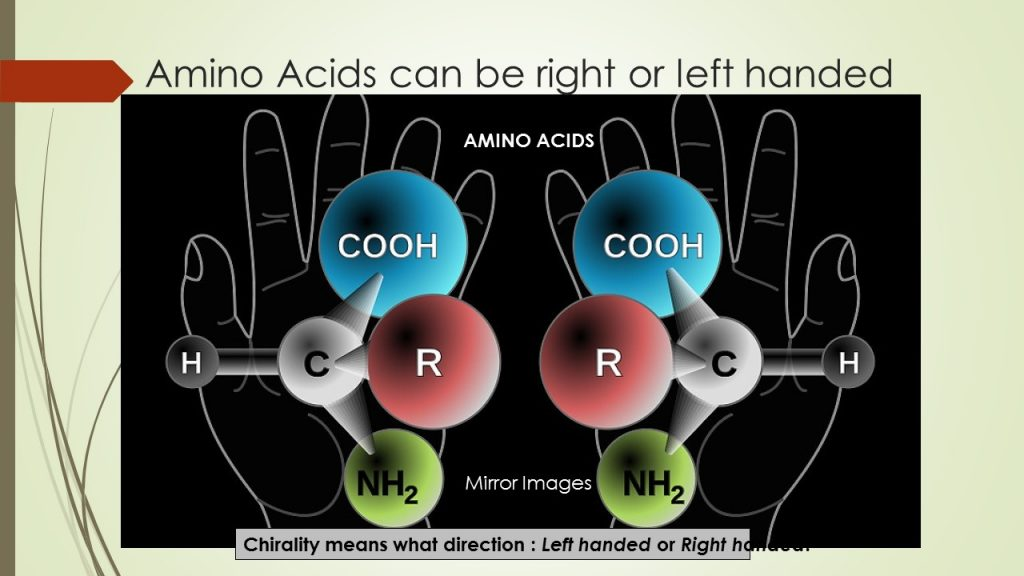 Amino Acids can be right or left handed
AMINO ACIDS
COOH COOH
H C R R C H
NH2 NH2
Mirror Images
Chirality means what direction : Left handed or Right handed.